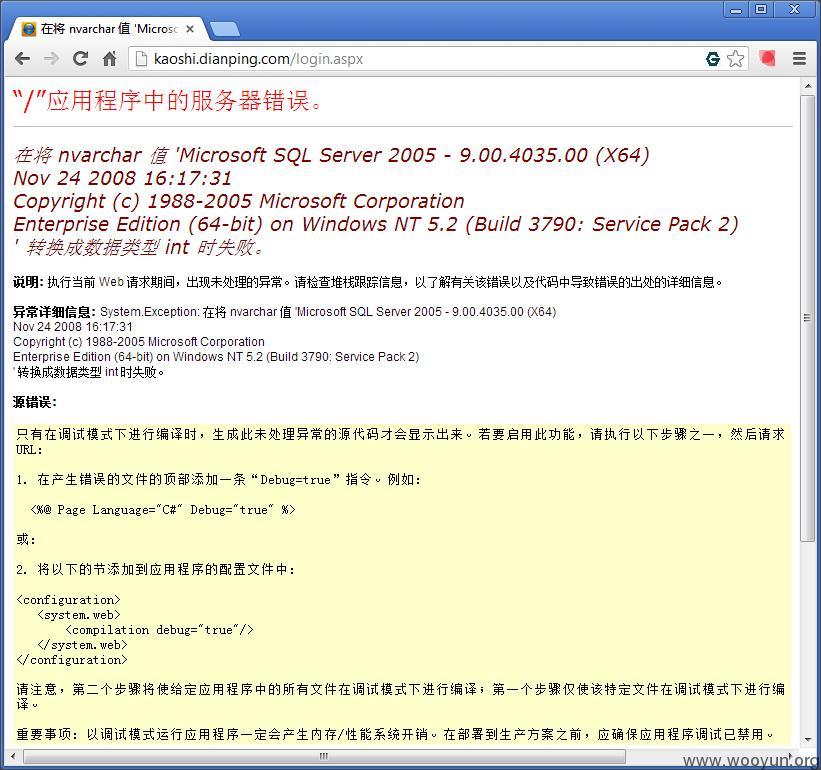 在将 nvarchar 值 'Microsc
kaoshi.dianping.com/login.aspx
“/”应用程序中的服务器错误。
在将 nvarchar 值 'Microsoft SQL Server 2005 - 9.00.4035.00 (X64)
Nov 24 2008 16:17:31
Copyright (c) 1988-2005 Microsoft Corporation
Enterprise Edition (64-bit) on Windows NT 5.2 (Build 3790: Service Pack 2)
' 转换成数据类型 int 时失败。
说明: 执行当前 Web 请求期间，出现未处理的异常。请检查堆栈跟踪信息，以了解有关该错误以及代码中导致错误的出处的详细信息。
异常详细信息: System.Exception: 在将 nvarchar 值 'Microsoft SQL Server 2005 - 9.00.4035.00 (X64)
Nov 24 2008 16:17:31
Copyright (c) 1988-2005 Microsoft Corporation
Enterprise Edition (64-bit) on Windows NT 5.2 (Build 3790: Service Pack 2)
' 转换成数据类型 int 时失败。
源错误:
只有在调试模式下进行编译时，生成此未处理异常的源代码才会显示出来。若要启用此功能，请执行以下步骤之一，然后请求
URL:
1. 在产生错误的文件的顶部添加一条“Debug=true”指令。例如:
<%@ Page Language="C#" Debug="true" %>
或:
2. 将以下的节添加到应用程序的配置文件中:
<configuration>
<system.web>
<compilation debug="true"/>
</system.web>
</configuration>
请注意，第二个步骤将使给定应用程序中的所有文件在调试模式下进行编译；第一个步骤仅使该特定文件在调试模式下进行编
译。
重要事项: 以调试模式运行应用程序一定会产生内存/性能系统开销。在部署到生产方案之前，应确保应用程序调试已禁用。
www.wooyun.org